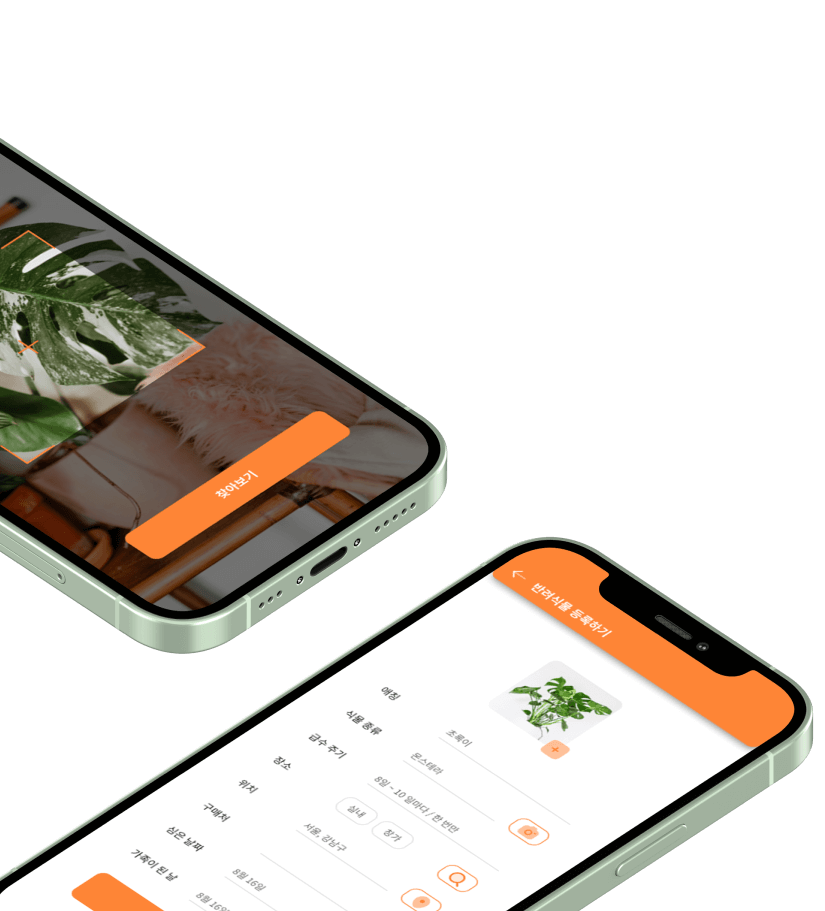 찾아보기
반려식물 등록하기
애칭
초록이
식물 종류
몬스테라
급수 주기
8일 ~ 10 일마다 / 한 번만
장소
실내
창가
위치
서울, 강남구
구매처
심은 날짜
8월 16일
가족이 된 날
8월 16일